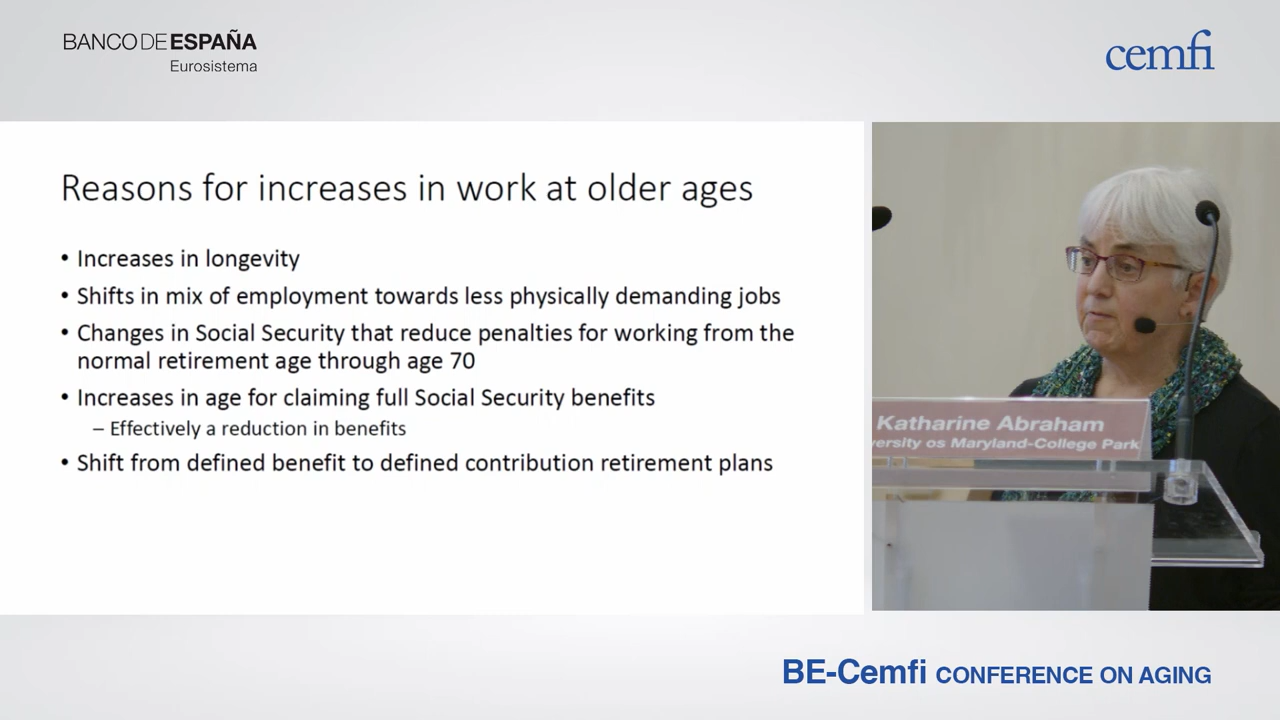 BANCO DE ESPAÑA
Eurosistema
cemfi
Reasons for increases in work at older ages
• Increases in longevity
• Shifts in mix of employment towards less physically demanding jobs
• Changes in Social Security that reduce penalties for working from the
normal retirement age through age 70
• Increases in age for claiming full Social Security benefits
– Effectively a reduction in benefits
• Shift from defined benefit to defined contribution retirement plans
Katharine Abraham
versity os Maryland-College Park
BE-Cemfi CONFERENCE ON AGING